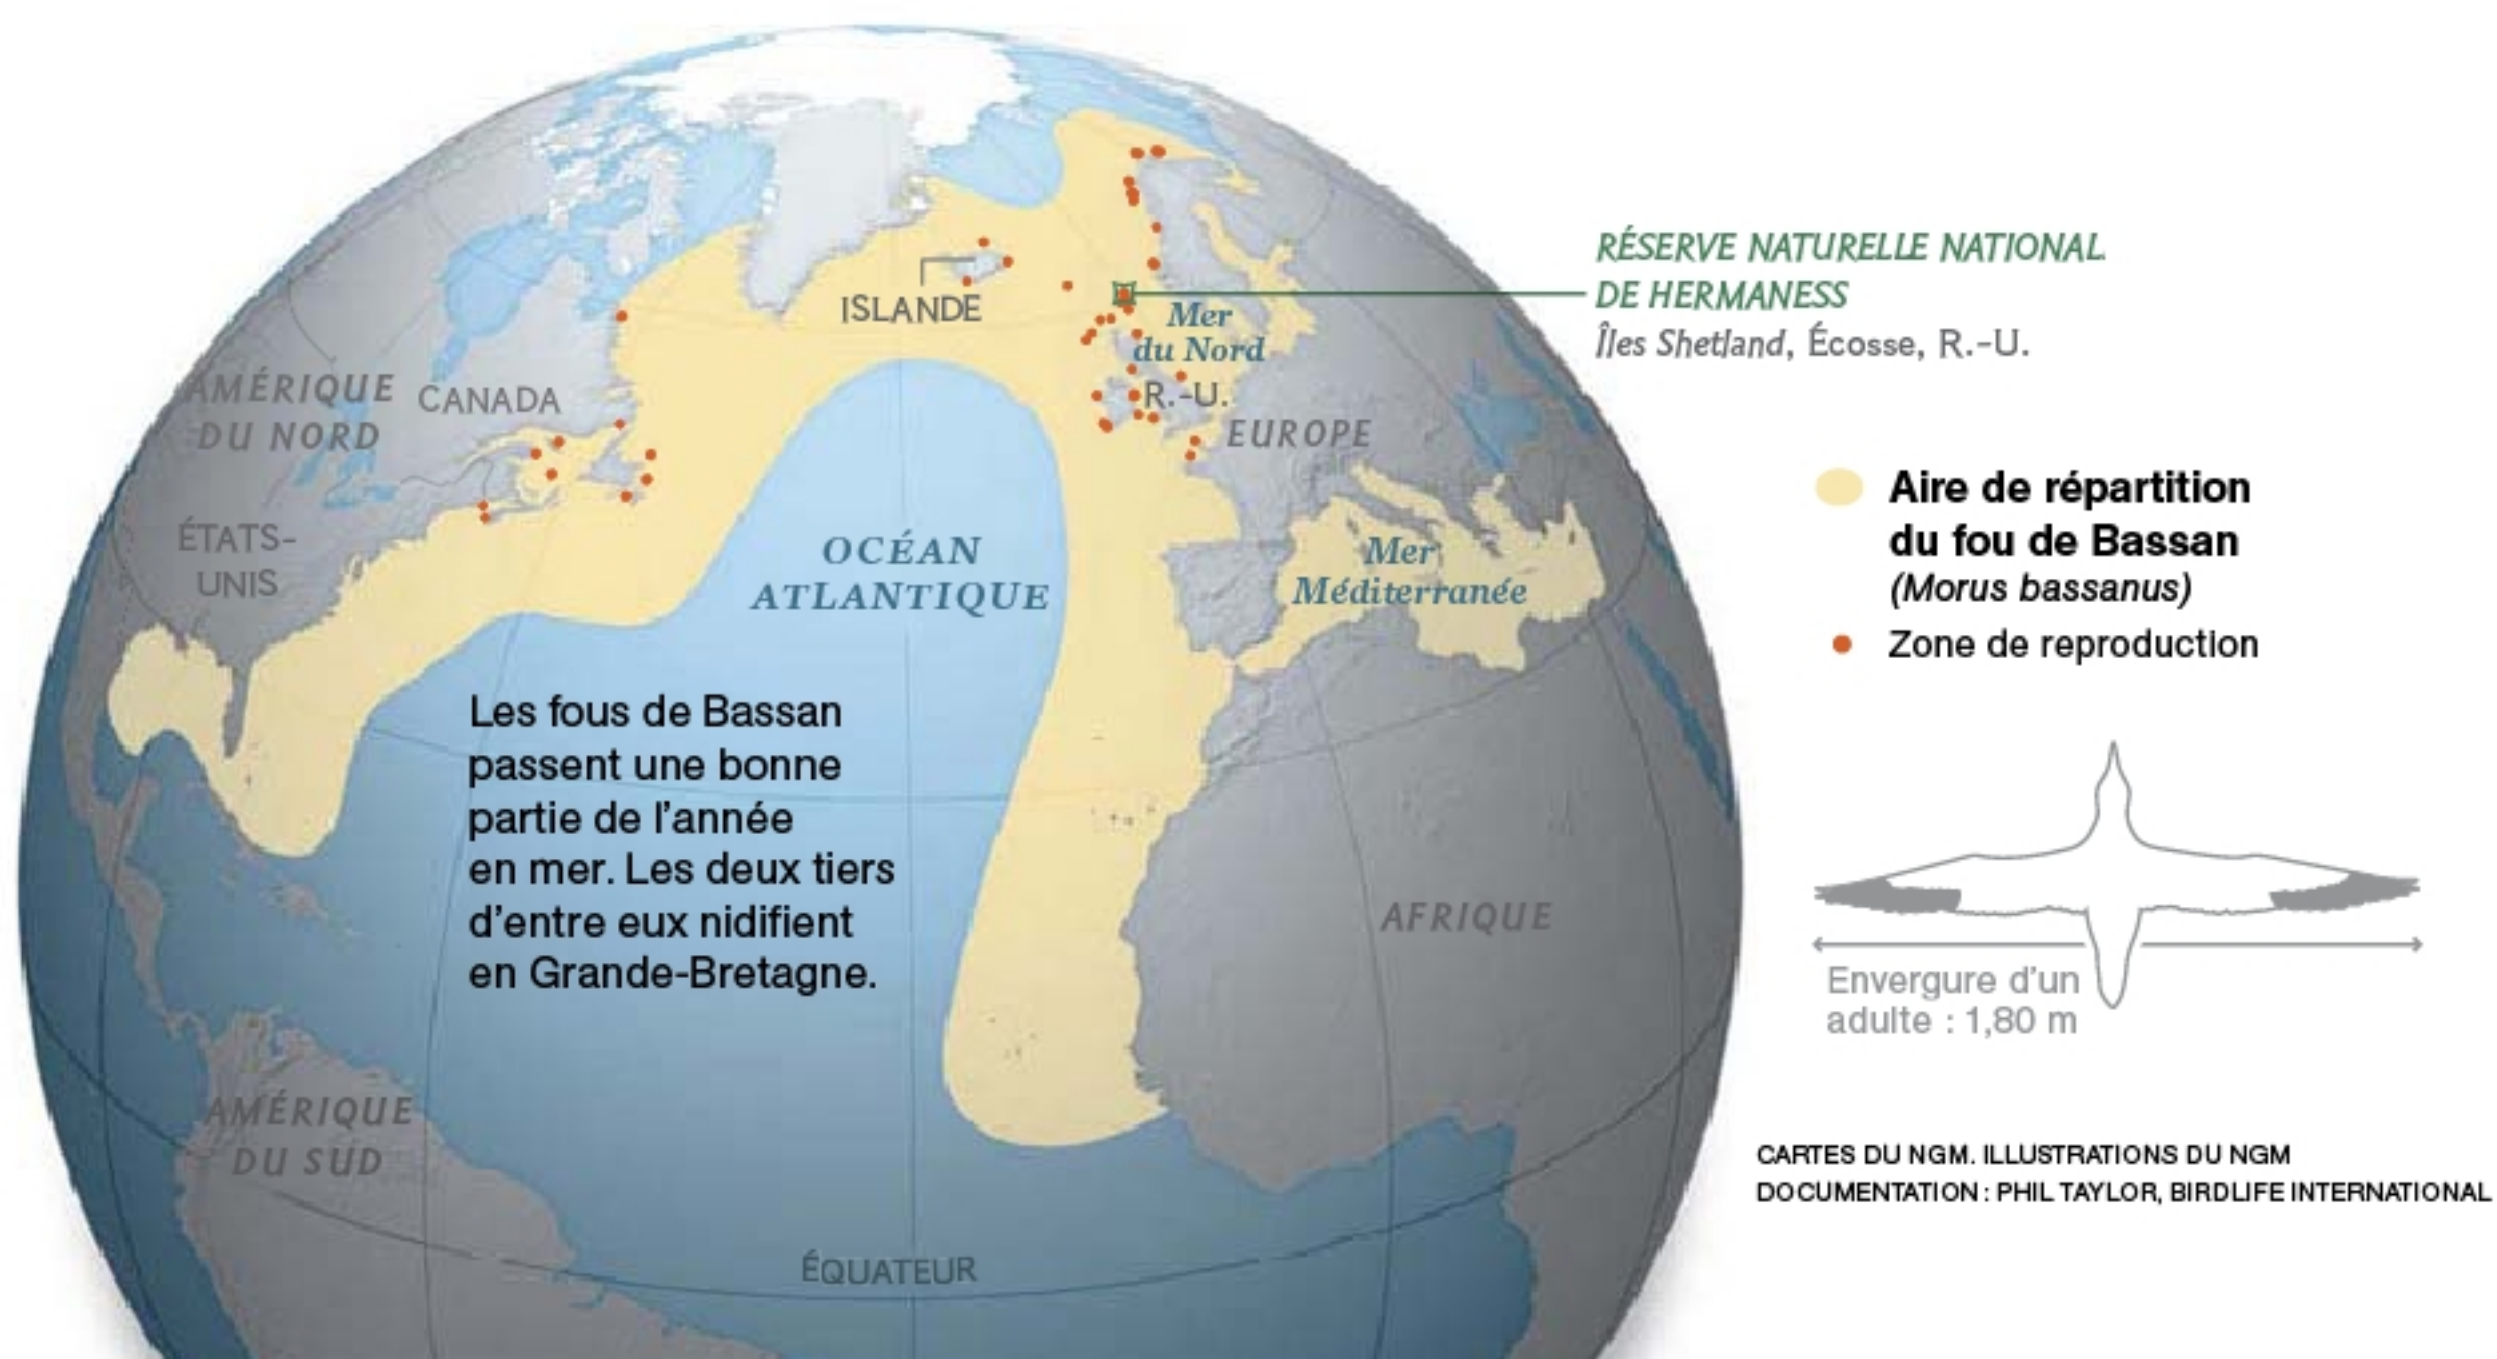 ISLANDE
Mer
du Nord
RÉSERVE NATURELLE NATIONAL
DE HERMANESS
Îles Shetland, Écosse, R.-U.
AMÉRIQUE
DU NORD
CANADA
R.-U.
EUROPE
ÉTATS-
UNIS
OCÉAN
ATLANTIQUE
Mer
Méditerranée
Aire de répartition
du fou de Bassan
(Morus bassanus)
Zone de reproduction
Les fous de Bassan
passent une bonne
partie de l’année
en mer. Les deux tiers
d’entre eux nidifient
en Grande-Bretagne.
AFRIQUE
Envergure d’un
adulte : 1,80 m
AMÉRIQUE
DU SUD
ÉQUATEUR
CARTES DU NGM. ILLUSTRATIONS DU NGM
DOCUMENTATION : PHIL TAYLOR, BIRDLIFE INTERNATIONAL